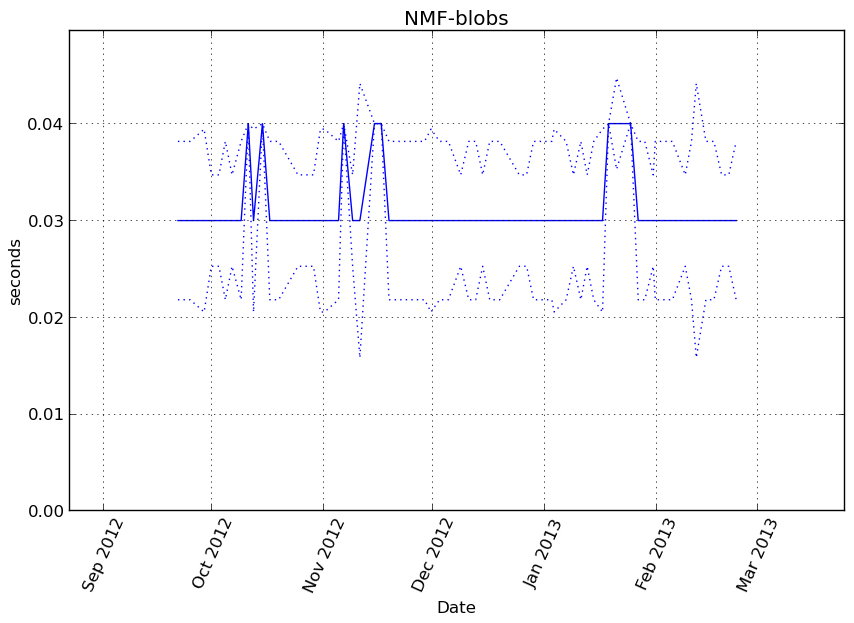 NMF-blobs
0.04
0.03
seconds
0.02
0.01
0.00
Sep 2012
Oct 2012
Nov 2012
Dec 2012
Jan 2013
Feb 2013
Mar 2013
Date